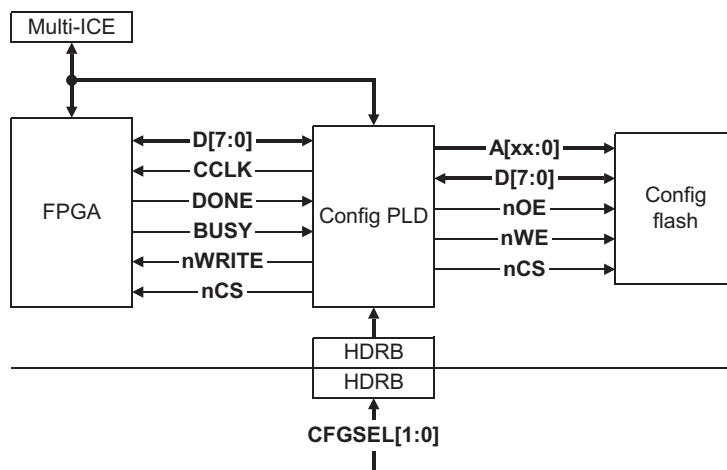 Multi-ICE
FPGA
D[7:0]
CCLK
DONE
BUSY
nWRITE
nCS
Config PLD
A[xx:0]
D[7:0]
nOE
nWE
nCS
Config
flash
HDRB
HDRB
CFGSEL[1:0]